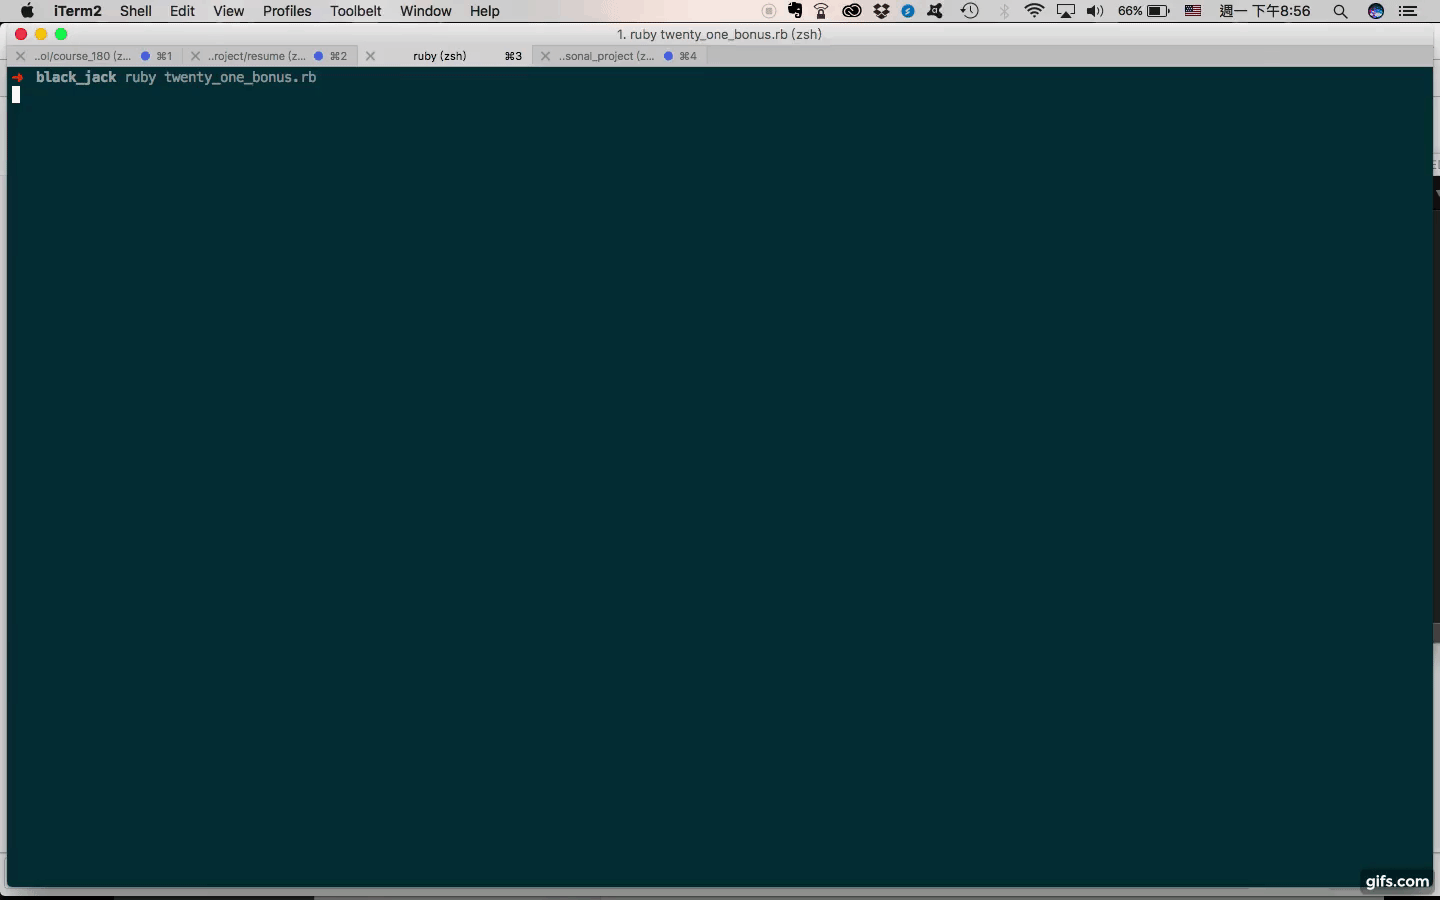 iTerm2 Shell Edit View Profiles Toolbelt Window Help 66% 週一 下午8:56
1. ruby twenty_one_bonus.rb (zsh)
..ol/course_180 (z... ⌘1 ..roject/resume (z... ⌘2 ruby (zsh) ⌘3 ..sonal_project (z... ⌘4
➜ black_jack ruby twenty_one_bonus.rb
gifs.com